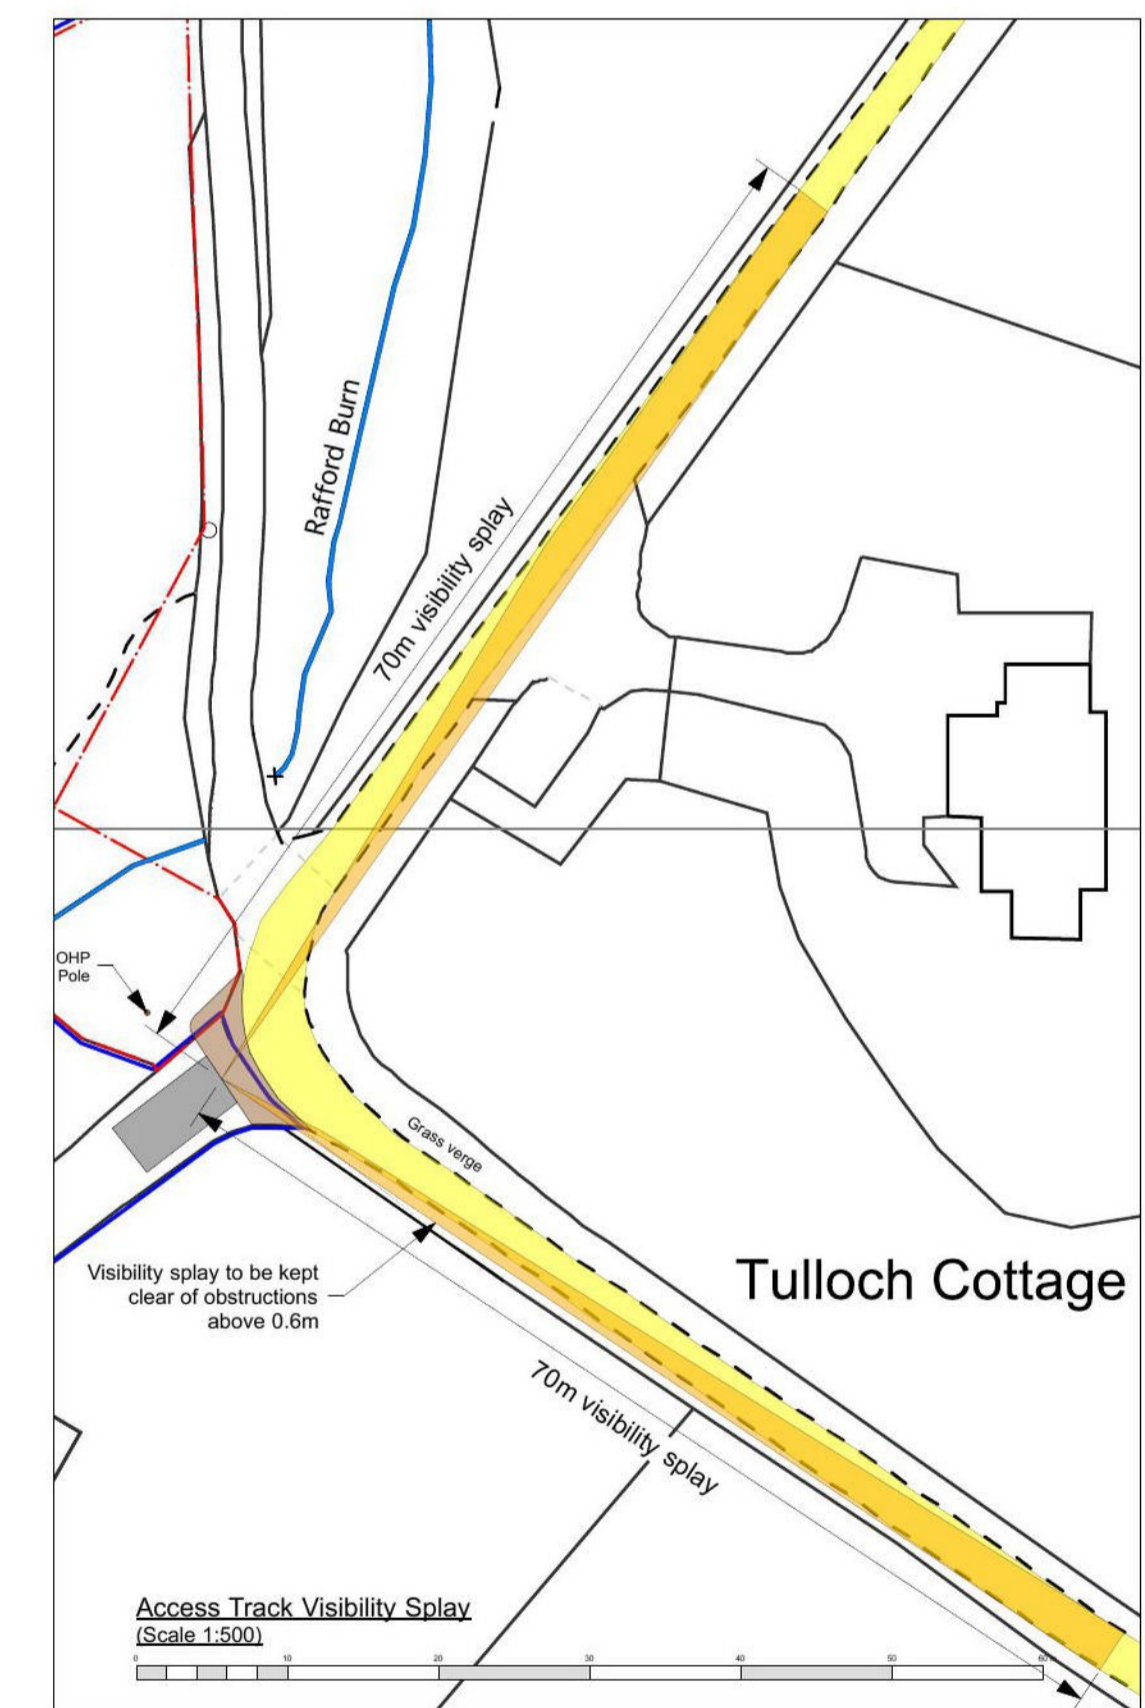 Rafford Burn
70m visibility splay
OHP
Pole
Grass verge
Visibility splay to be kept
clear of obstructions
above 0.6m
Tulloch Cottage
70m visibility splay
Access Track Visibility Splay
(Scale 1:500)
0 10 20 30 40 50 60